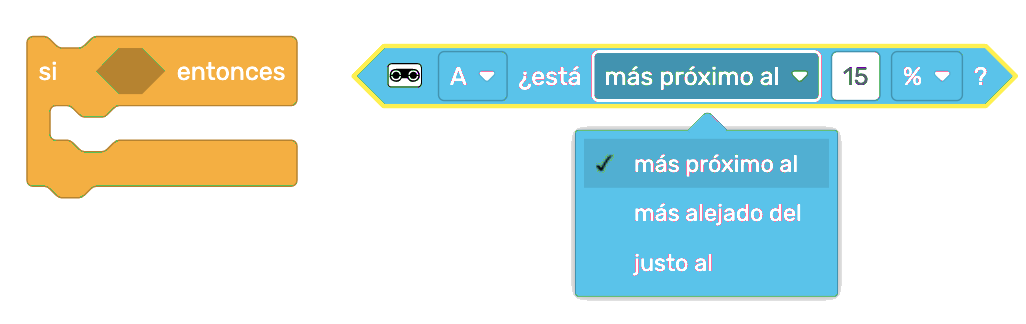 si entonces
A ¿está más próximo al 15 % ?
más próximo al
más alejado del
justo al